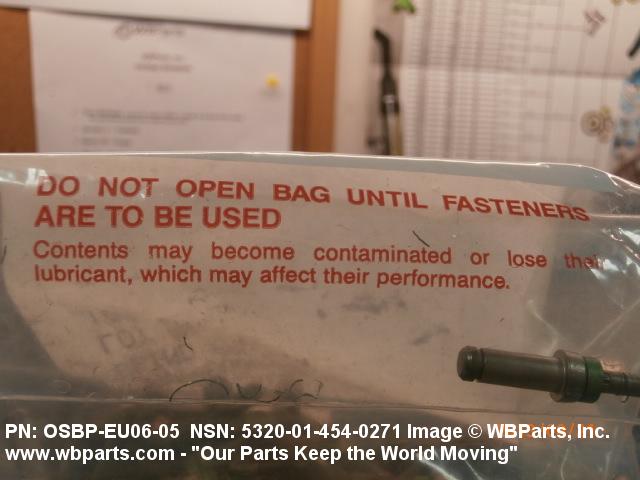 DO NOT OPEN BAG UNTIL FASTENERS
ARE TO BE USED
Contents may become contaminated or lose their
lubricant, which may affect their performance.
PN: OSBP-EU06-05 NSN: 5320-01-454-0271 Image © WBParts, Inc.
www.wbparts.com - "Our Parts Keep the World Moving"